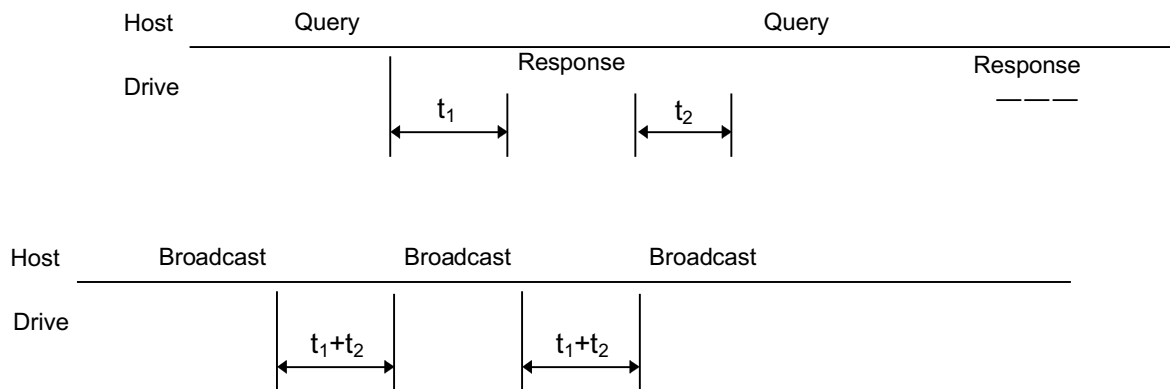 Host Query Query
Response Response
Drive
t₁ t₂
Host Broadcast Broadcast Broadcast
Drive
t₁+t₂ t₁+t₂